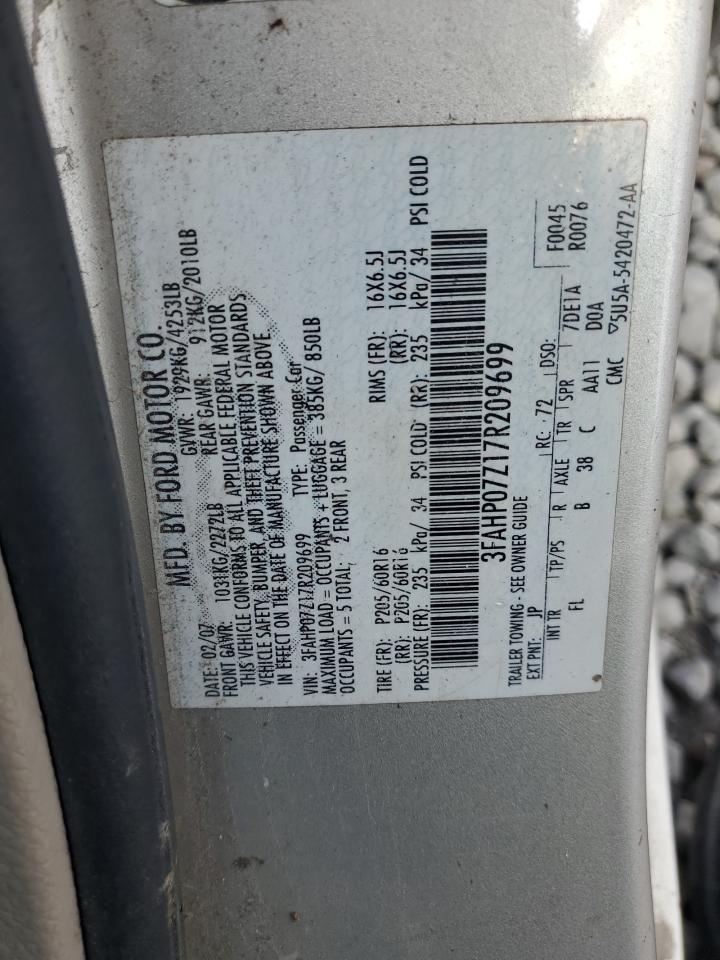 MFD. BY FORD MOTOR CO.
DATE: 02/07 GVWR: 1929KG/4253LB
FRONT GAWR: 1031KG/2272LB REAR GAWR: 912KG/2010LB
THIS VEHICLE CONFORMS TO ALL APPLICABLE FEDERAL MOTOR
VEHICLE SAFETY, BUMPER, AND THEFT PREVENTION STANDARDS
IN EFFECT ON THE DATE OF MANUFACTURE SHOWN ABOVE.
VIN: 3FAHP07Z17R209699 TYPE: Passenger Car
MAXIMUM LOAD = OCCUPANTS + LUGGAGE = 385KG/ 850LB
OCCUPANTS = 5 TOTAL; 2 FRONT, 3 REAR
TIRE (FR): P205/60R16 RIMS (FR): 16X6.5J
(RR): P205/60R16 (RR): 16X6.5J
PRESSURE (FR): 235 kPa/ 34 PSI COLD (RR): 235 kPa/ 34 PSI COLD
3FAHP07Z17R209699
TRAILER TOWING - SEE OWNER GUIDE F0045
EXT PNT: JP RC: 72 DSO: R0076
INT TR TP/PS R AXLE TR SPR 7DE1A
FL B 38 C AA11 DOA
CMC ▽5U5A-5420472-AA